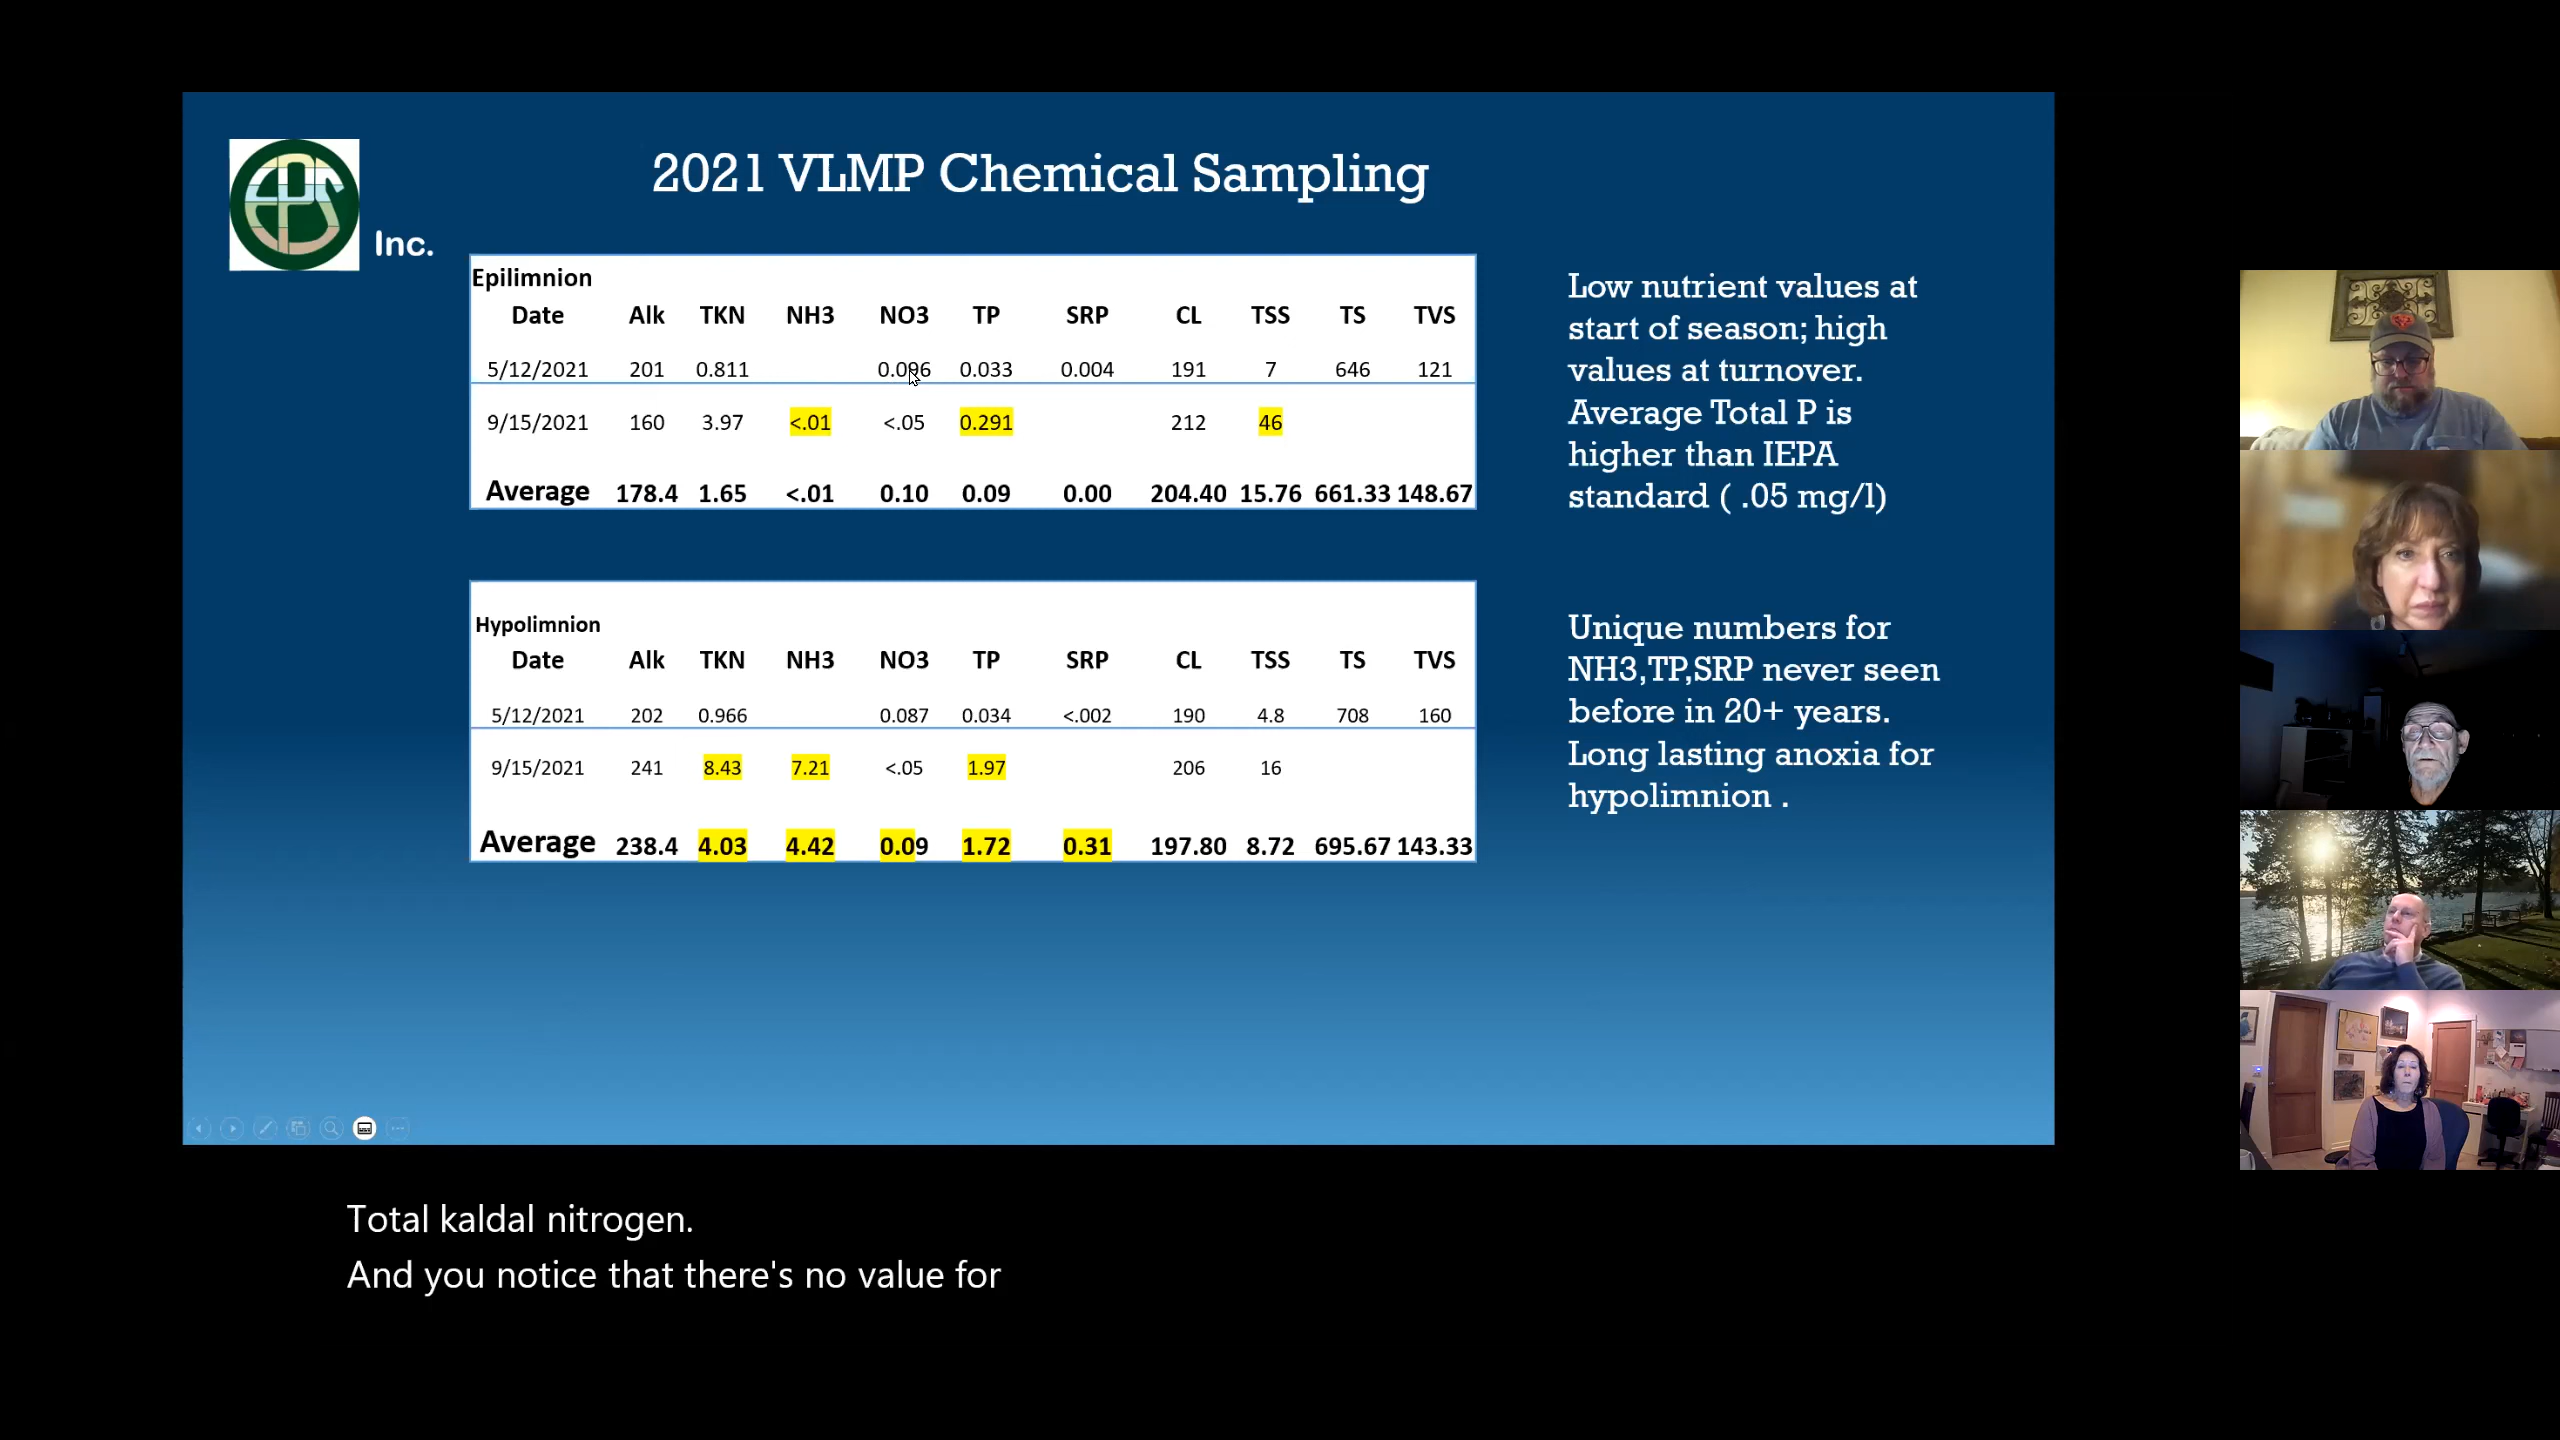 2021 VLMP Chemical Sampling
EPS
Inc.
Epilimnion
Date Alk TKN NH3 NO3 TP SRP CL TSS TS TVS
5/12/2021 201 0.811 0.096 0.033 0.004 191 7 646 121
9/15/2021 160 3.97 <.01 <.05 0.291 212 46
Average 178.4 1.65 <.01 0.10 0.09 0.00 204.40 15.76 661.33 148.67
Low nutrient values at
start of season; high
values at turnover.
Average Total P is
higher than IEPA
standard ( .05 mg/l)
Hypolimnion
Date Alk TKN NH3 NO3 TP SRP CL TSS TS TVS
5/12/2021 202 0.966 0.087 0.034 <.002 190 4.8 708 160
9/15/2021 241 8.43 7.21 <.05 1.97 206 16
Average 238.4 4.03 4.42 0.09 1.72 0.31 197.80 8.72 695.67 143.33
Unique numbers for
NH3,TP,SRP never seen
before in 20+ years.
Long lasting anoxia for
hypolimnion .
Total kaldal nitrogen.
And you notice that there's no value for